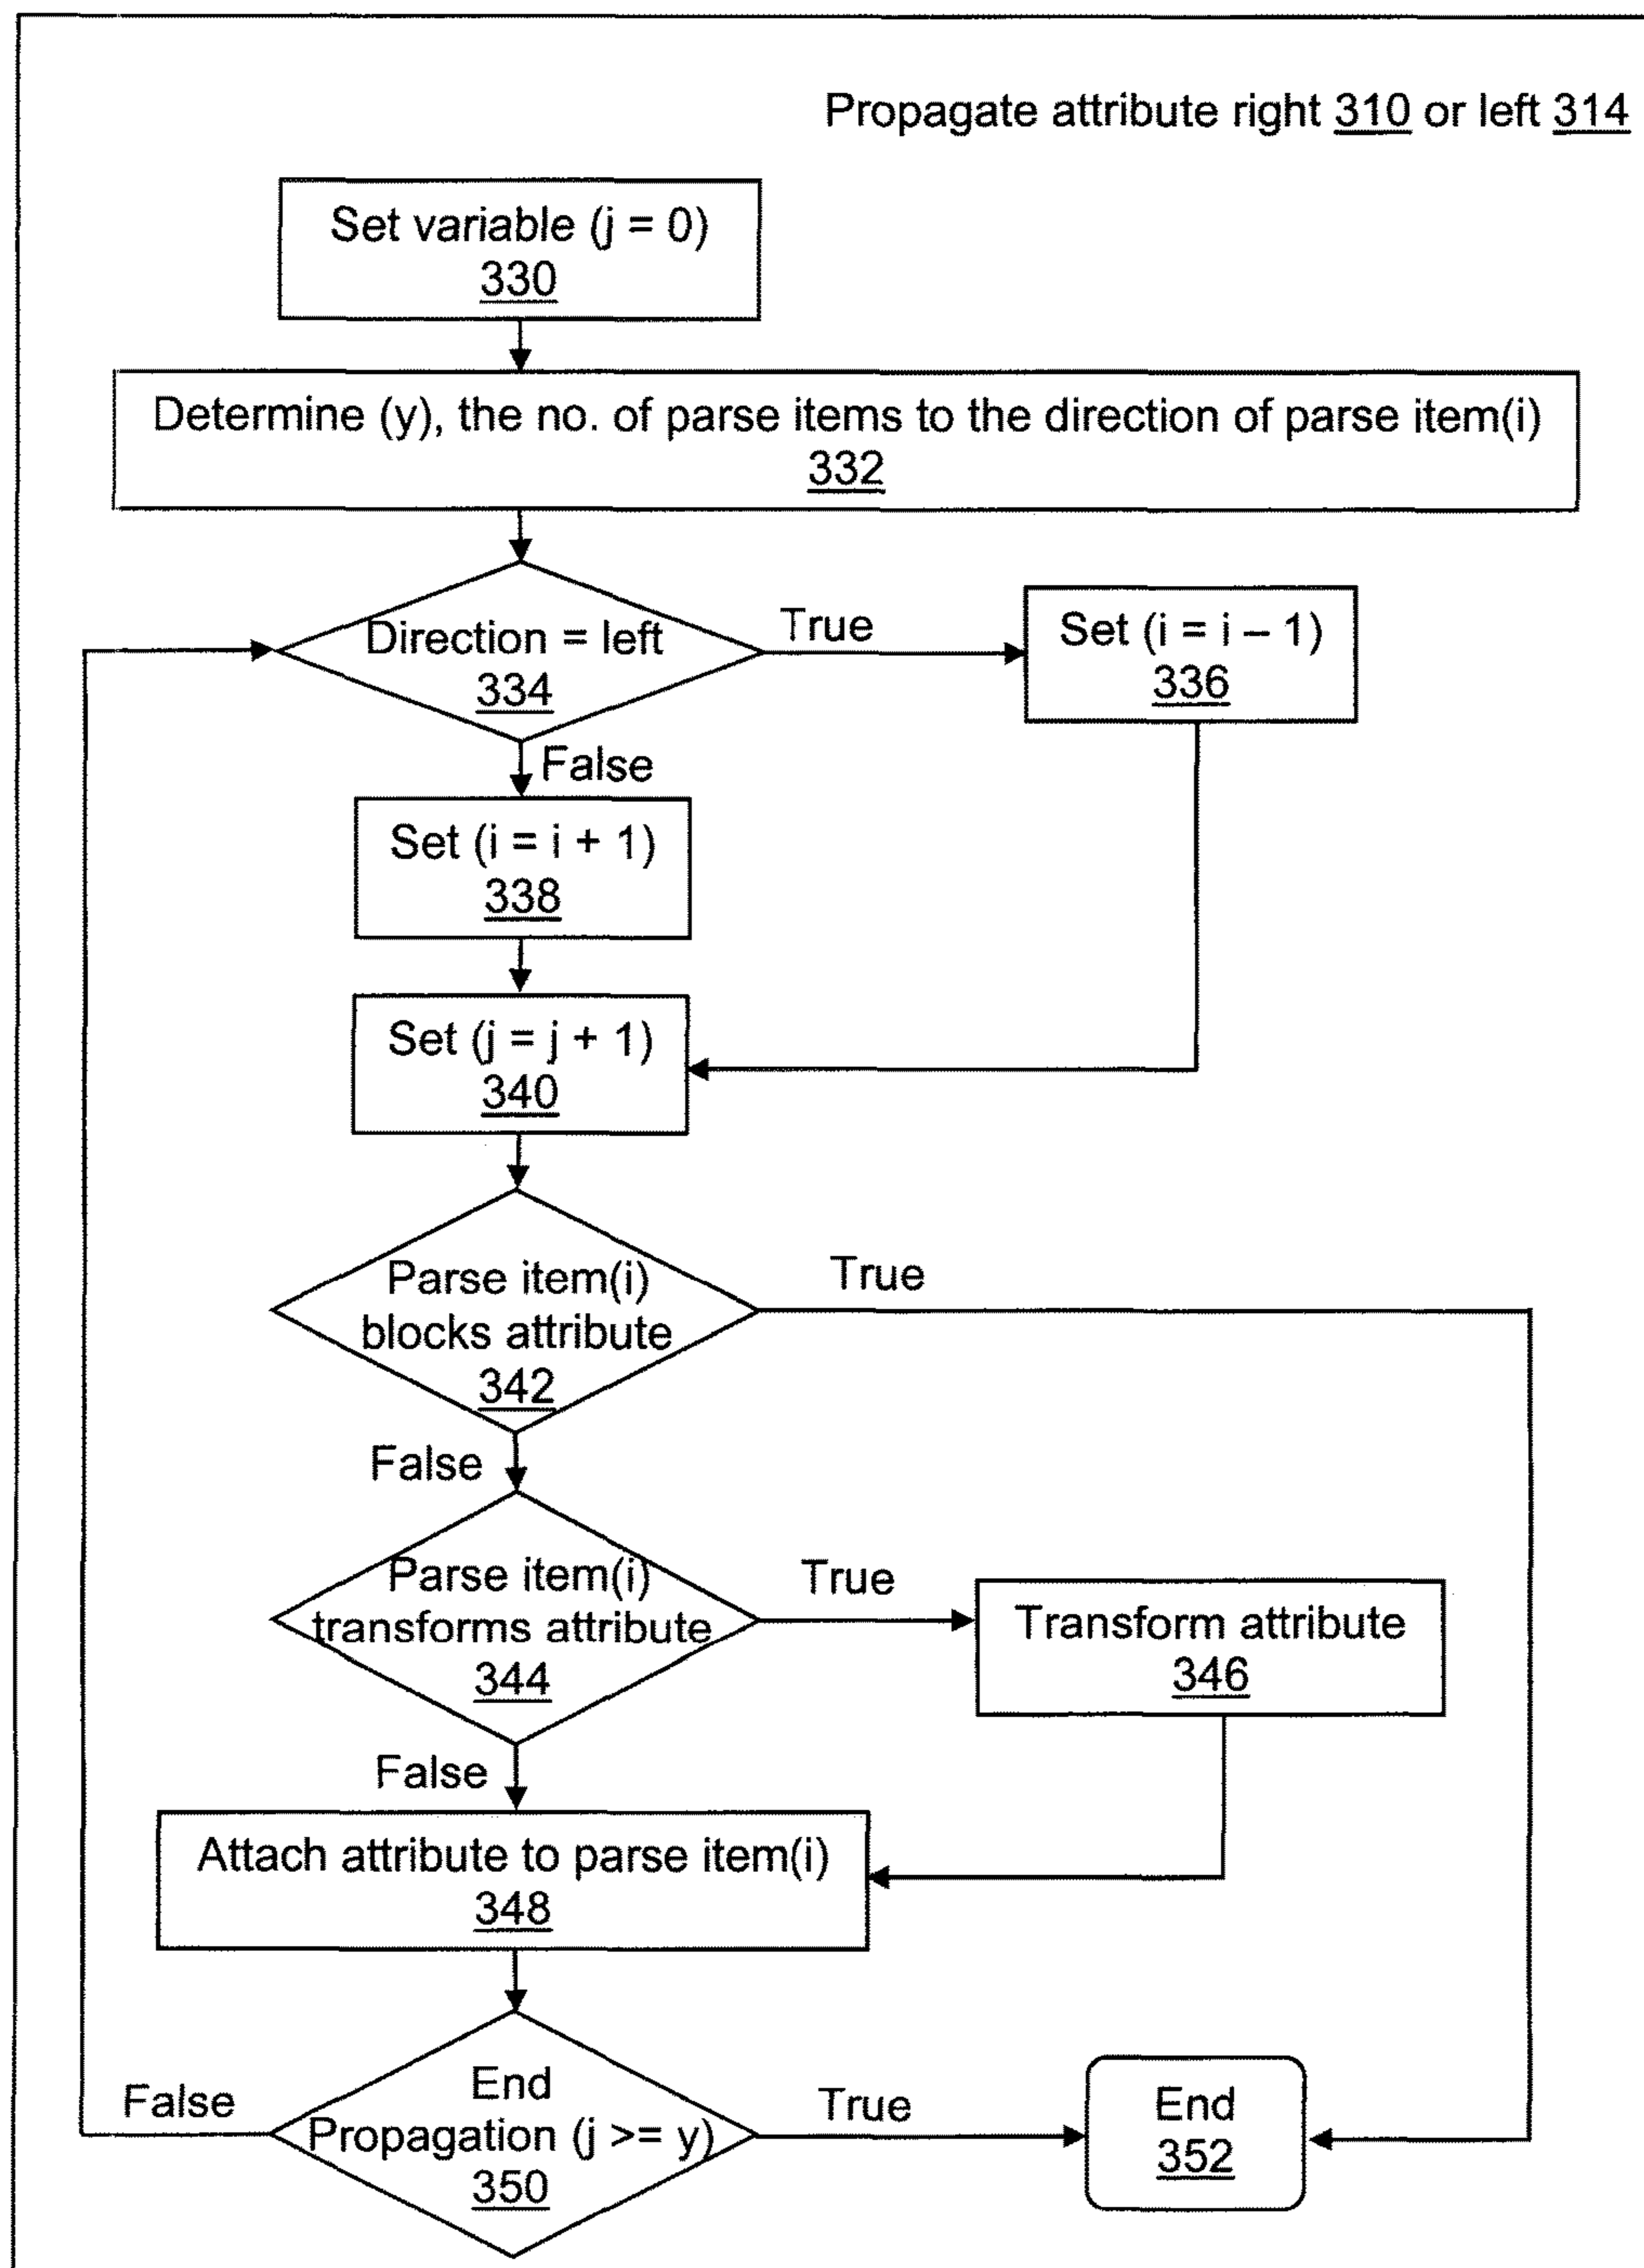 Propagate attribute right 310 or left 314
Set variable (j = 0)
330
Determine (y), the no. of parse items to the direction of parse item(i)
332
Direction = left
334
True
Set (i = i – 1)
336
False
Set (i = i + 1)
338
Set (j = j + 1)
340
Parse item(i)
blocks attribute
342
True
False
Parse item(i)
transforms attribute
344
True
Transform attribute
346
False
Attach attribute to parse item(i)
348
End
Propagation (j >= y)
350
False
True
End
352